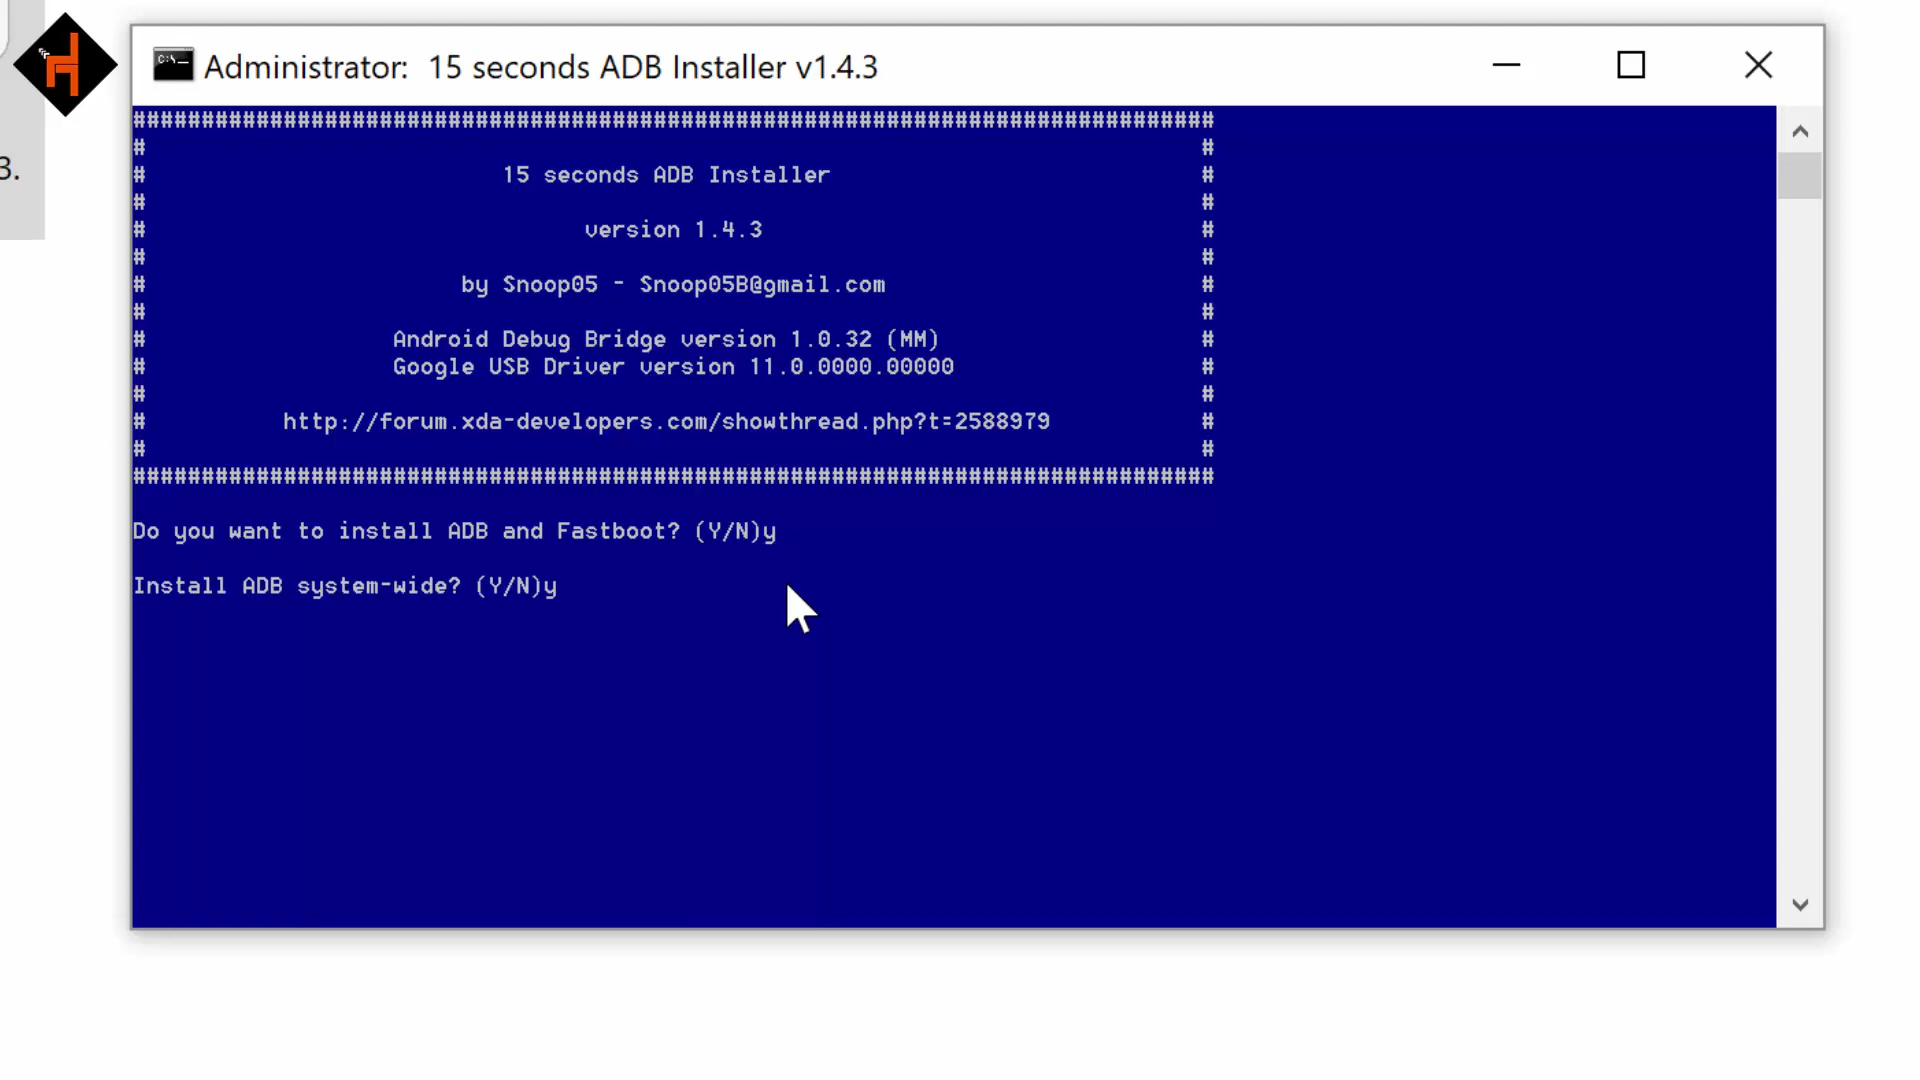 Administrator:  15 seconds ADB Installer v1.4.3
3.
###############################################################################
#                                                                             #
#                          15 seconds ADB Installer                           #
#                                                                             #
#                                version 1.4.3                                #
#                                                                             #
#                       by Snoop05 - Snoop05B@gmail.com                       #
#                                                                             #
#                  Android Debug Bridge version 1.0.32 (MM)                   #
#                  Google USB Driver version 11.0.0000.00000                  #
#                                                                             #
#          http://forum.xda-developers.com/showthread.php?t=2588979           #
#                                                                             #
###############################################################################
Do you want to install ADB and Fastboot? (Y/N)y
Install ADB system-wide? (Y/N)y